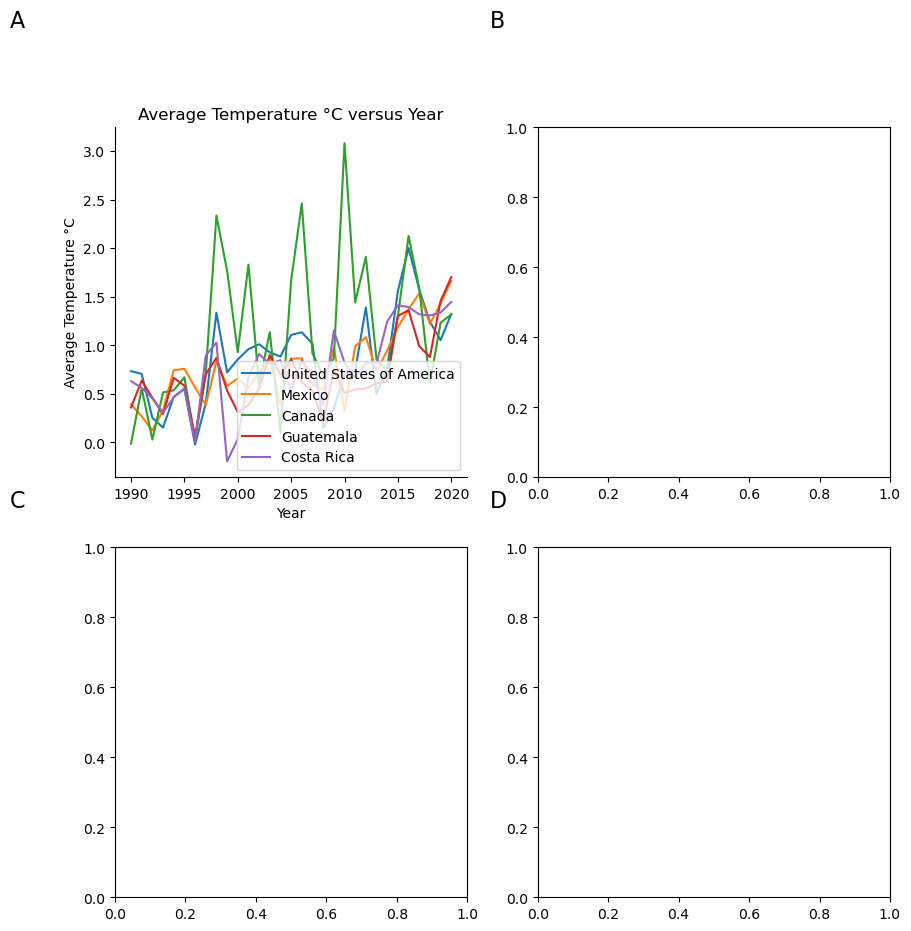 A
B
Average Temperature °C versus Year
Average Temperature °C
3.0
2.5
2.0
1.5
1.0
0.5
0.0
United States of America
Mexico
Canada
Guatemala
Costa Rica
1990 1995 2000 2005 2010 2015 2020
Year
1.0
0.8
0.6
0.4
0.2
0.0
0.0 0.2 0.4 0.6 0.8 1.0
C
D
1.0
0.8
0.6
0.4
0.2
0.0
0.0 0.2 0.4 0.6 0.8 1.0
1.0
0.8
0.6
0.4
0.2
0.0
0.0 0.2 0.4 0.6 0.8 1.0